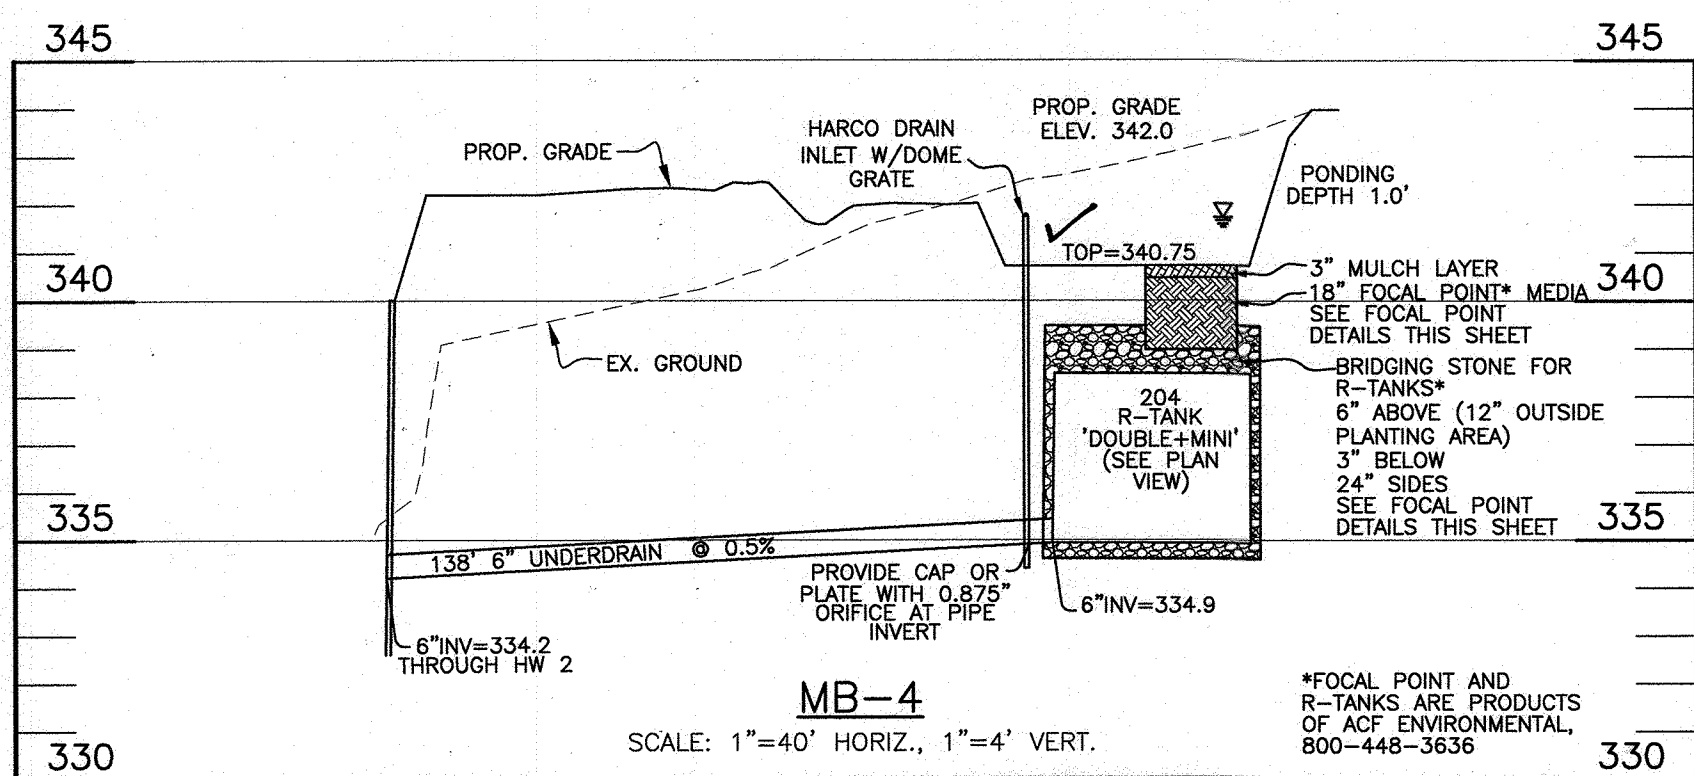 345
345
PROP. GRADE
ELEV. 342.0
HARCO DRAIN
INLET W/DOME
GRATE
PROP. GRADE
PONDING
DEPTH 1.0'
TOP=340.75
340
340
3" MULCH LAYER
18" FOCAL POINT* MEDIA
SEE FOCAL POINT
DETAILS THIS SHEET
EX. GROUND
BRIDGING STONE FOR
R-TANKS*
6" ABOVE (12" OUTSIDE
PLANTING AREA)
3" BELOW
24" SIDES
SEE FOCAL POINT
DETAILS THIS SHEET
204
R-TANK
'DOUBLE+MINI'
(SEE PLAN
VIEW)
335
335
138' 6" UNDERDRAIN @ 0.5%
PROVIDE CAP OR
PLATE WITH 0.875"
ORIFICE AT PIPE
INVERT
6"INV=334.9
6"INV=334.2
THROUGH HW 2
MB-4
SCALE: 1"=40' HORIZ., 1"=4' VERT.
*FOCAL POINT AND
R-TANKS ARE PRODUCTS
OF ACF ENVIRONMENTAL,
800-448-3636
330
330